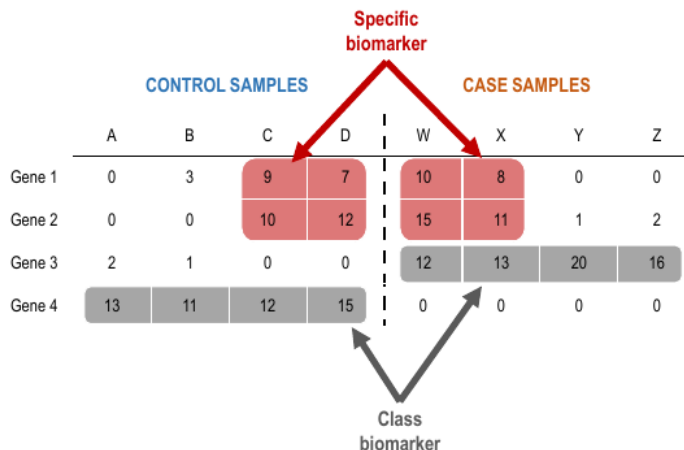 Specific
biomarker
CONTROL SAMPLES CASE SAMPLES
A B C D W X Y Z
Gene 1 0 3 9 7 10 8 0 0
Gene 2 0 0 10 12 15 11 1 2
Gene 3 2 1 0 0 12 13 20 16
Gene 4 13 11 12 15 0 0 0 0
Class
biomarker